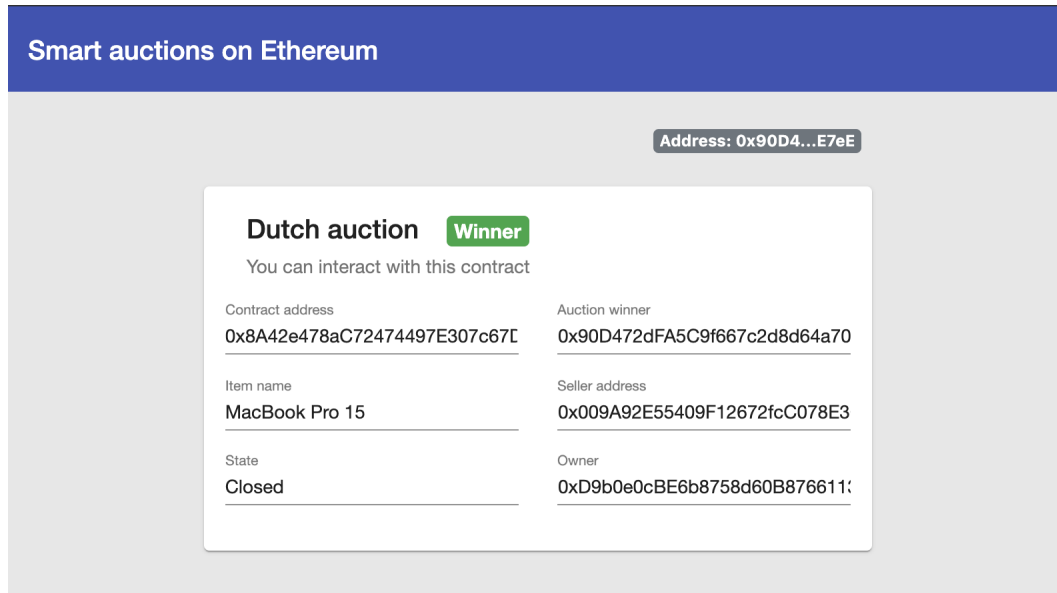 Smart auctions on Ethereum
Address: 0x90D4...E7eE
Dutch auction Winner
You can interact with this contract
Contract address
0x8A42e478aC72474497E307c67D
Auction winner
0x90D472dFA5C9f667c2d8d64a70
Item name
MacBook Pro 15
Seller address
0x009A92E55409F12672fcC078E3
State
Closed
Owner
0xD9b0e0cBE6b8758d60B8766113